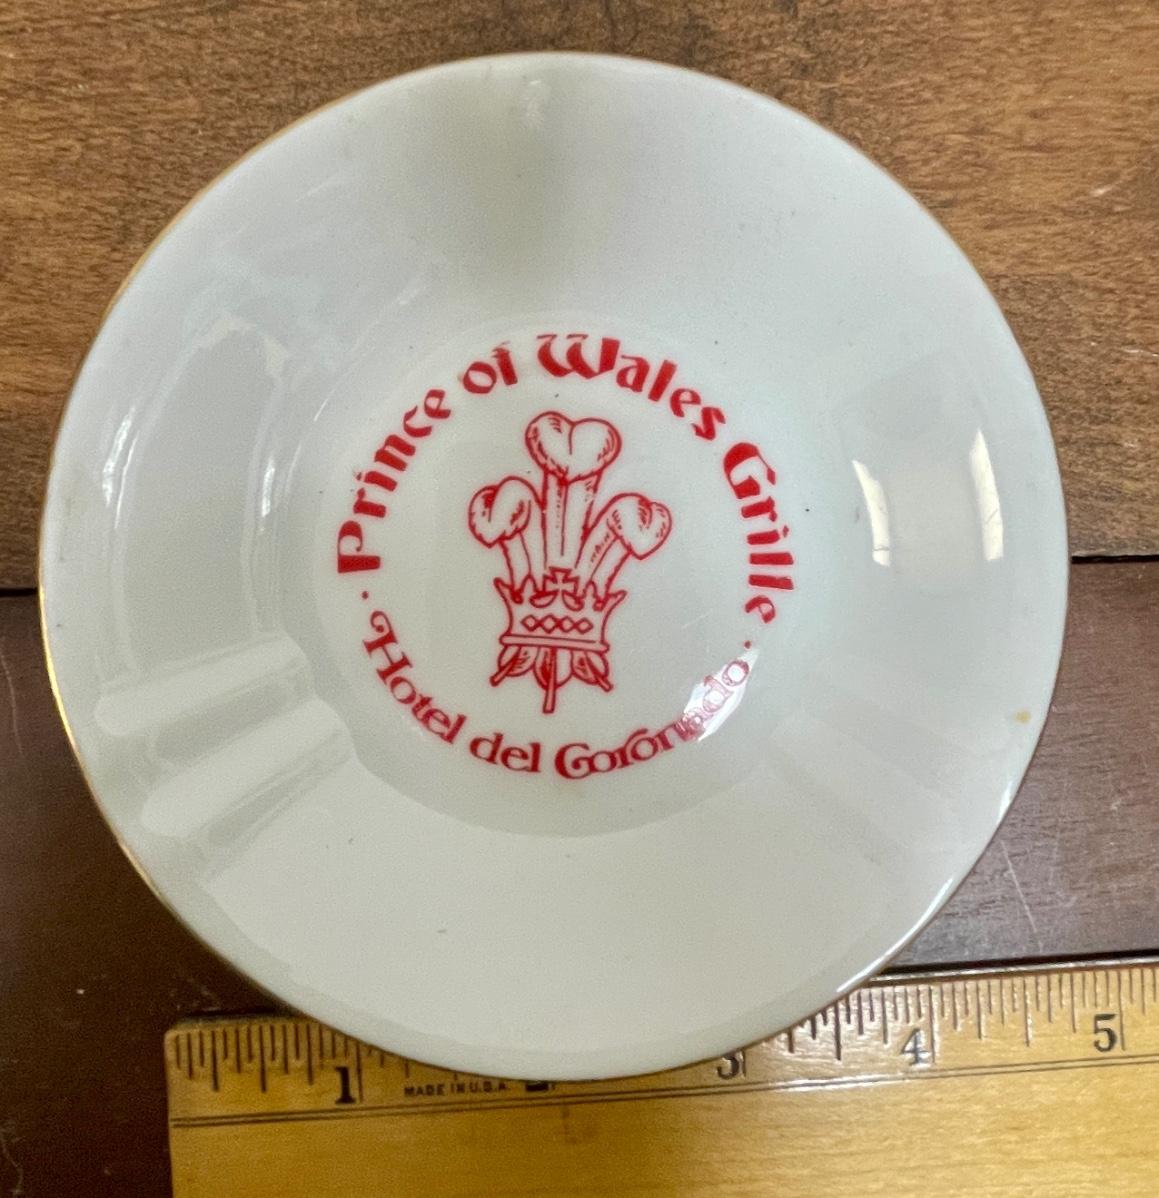 Prince of Wales Grille
· Hotel del Coronado ·
1 3 4 5
MADE IN U.S.A.